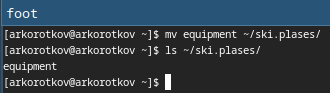 foot
[arkorotkov@arkorotkov ~]$ mv equipment ~/ski.plases/
[arkorotkov@arkorotkov ~]$ ls ~/ski.plases/
equipment
[arkorotkov@arkorotkov ~]$